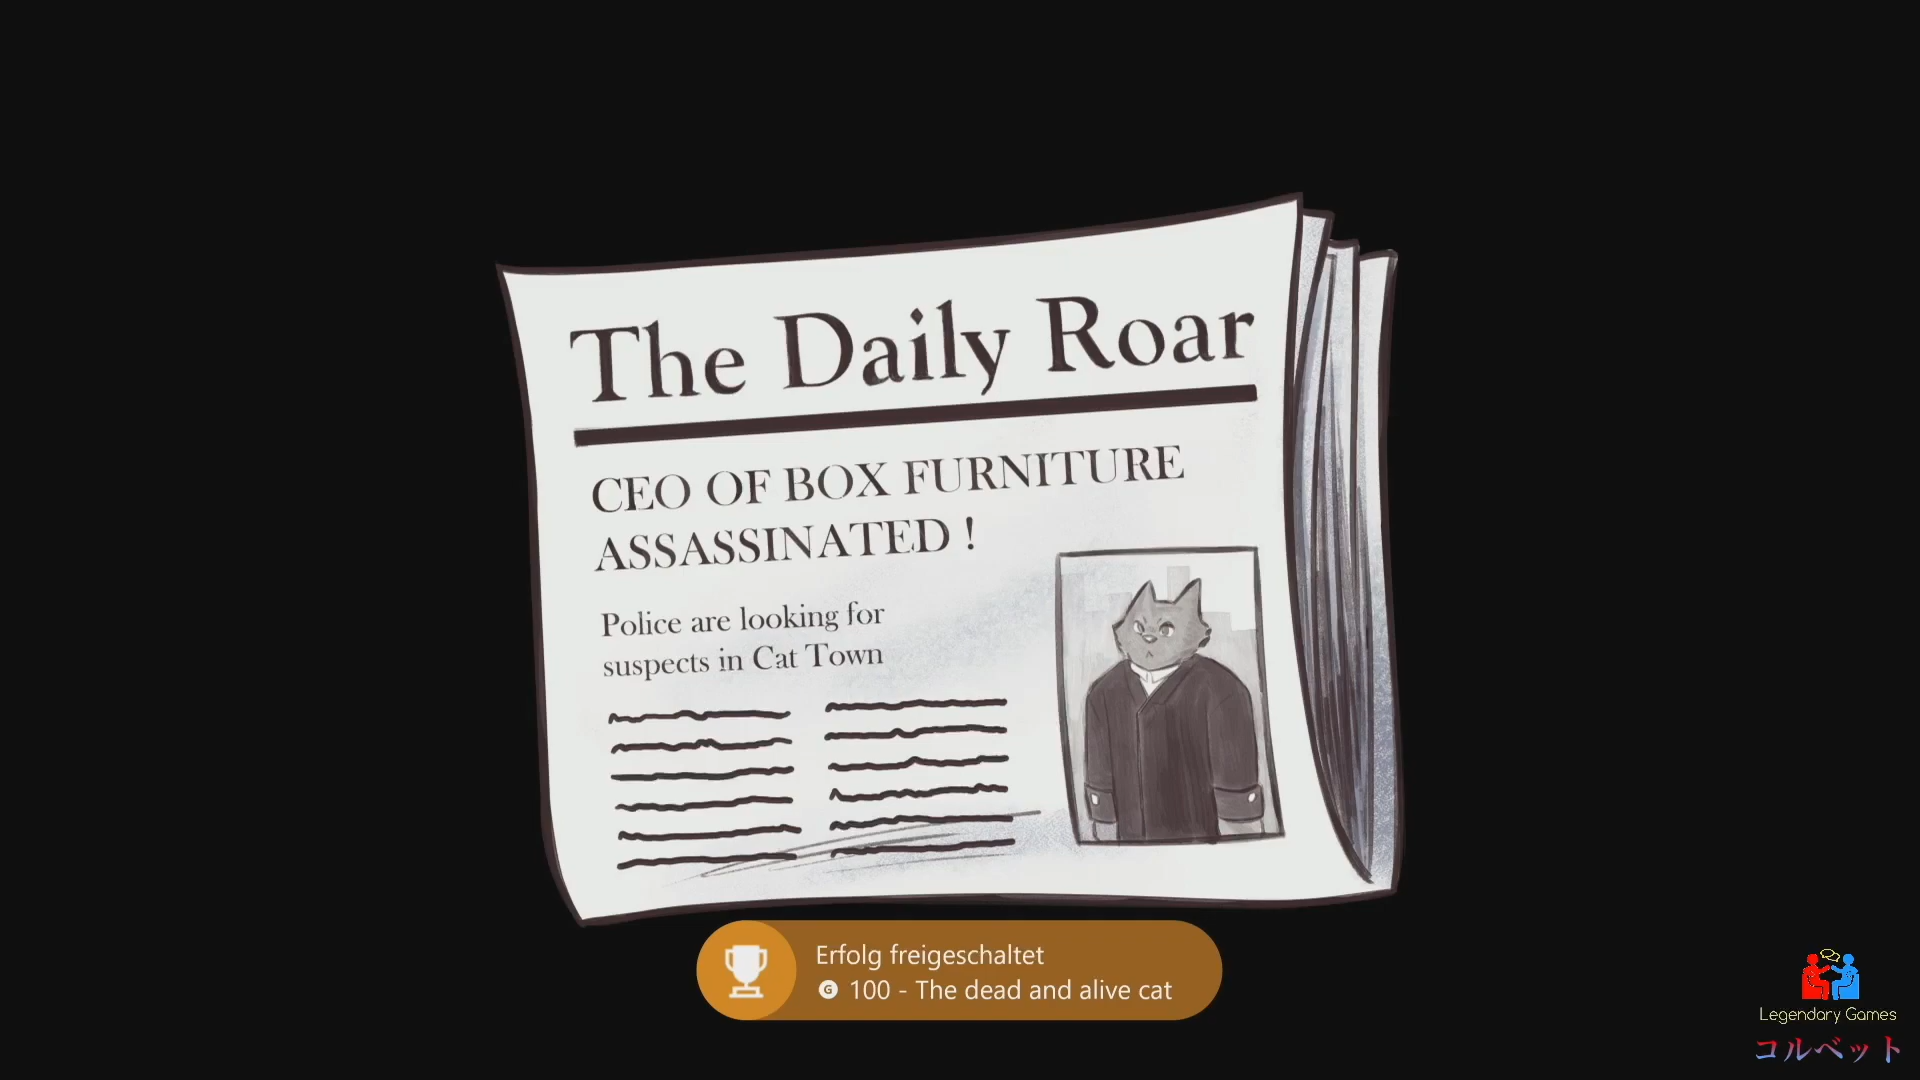 The Daily Roar
CEO OF BOX FURNITURE
ASSASSINATED !
Police are looking for
suspects in Cat Town
Erfolg freigeschaltet
G 100 - The dead and alive cat
Legendary Games
コルベット